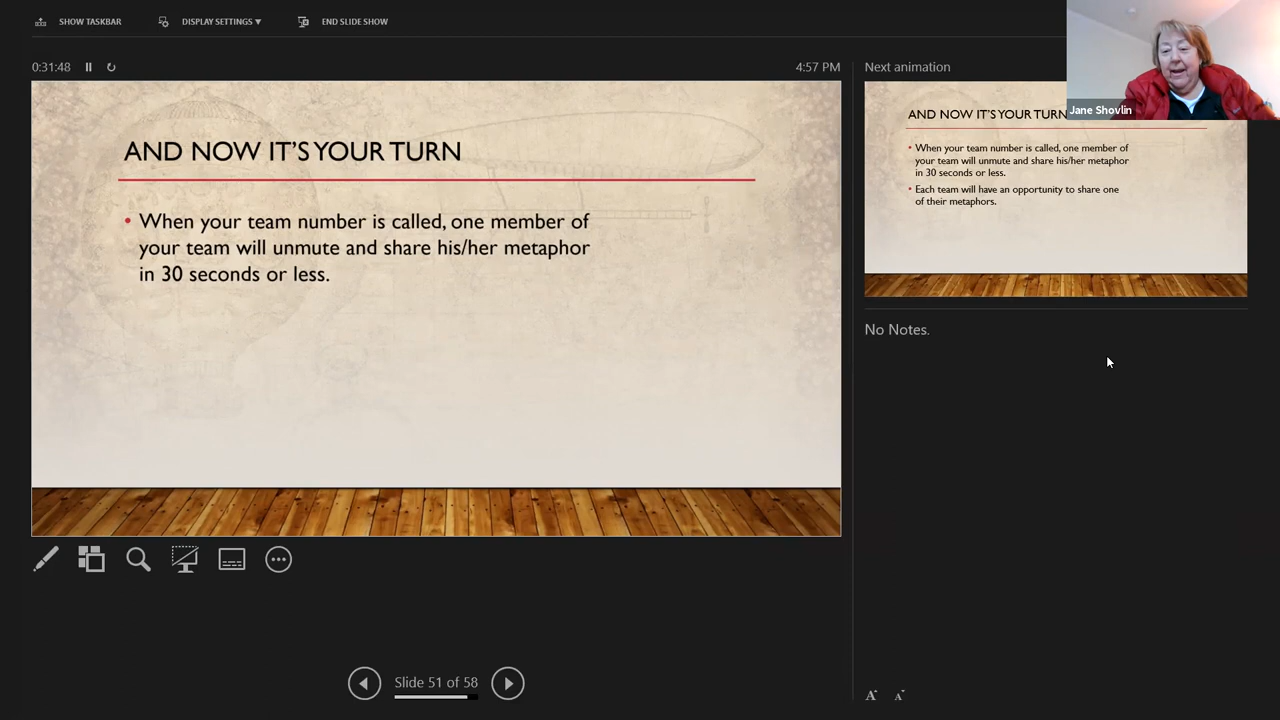 SHOW TASKBAR
DISPLAY SETTINGS ▼
END SLIDE SHOW
0:31:48
4:57 PM
AND NOW IT'S YOUR TURN
• When your team number is called, one member of
your team will unmute and share his/her metaphor
in 30 seconds or less.
Slide 51 of 58
Next animation
Jane Shovlin
AND NOW IT'S YOUR TURN
• When your team number is called, one member of
your team will unmute and share his/her metaphor
in 30 seconds or less.
• Each team will have an opportunity to share one
of their metaphors.
No Notes.
A A